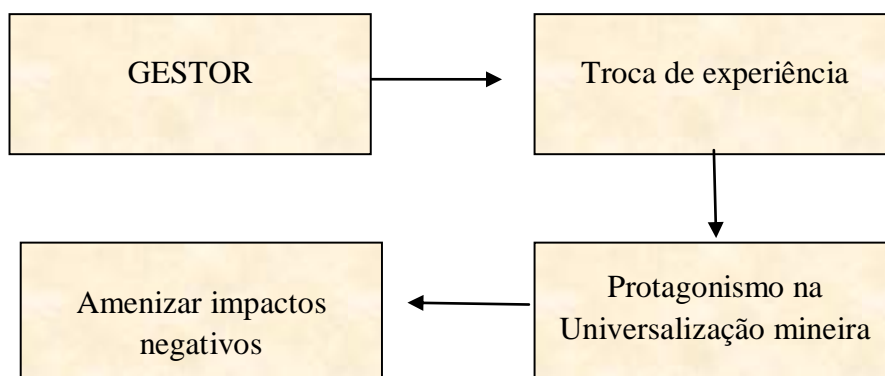 GESTOR
Troca de experiência
Protagonismo na
Universalização mineira
Amenizar impactos
negativos